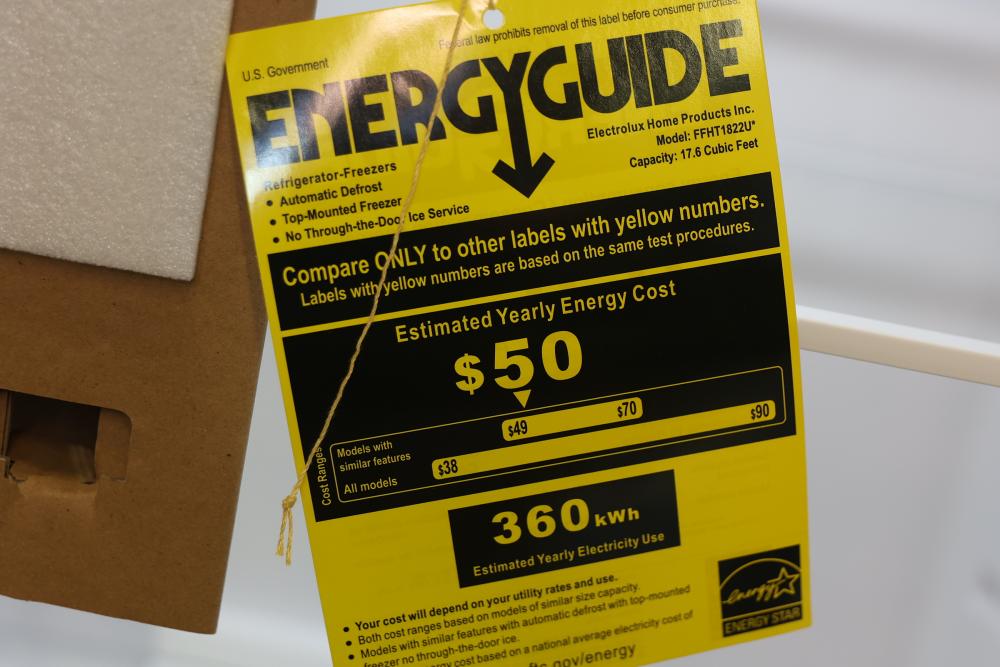 Federal law prohibits removal of this label before consumer purchase.
U.S. Government
ENERGYGUIDE
Refrigerator-Freezers
• Automatic Defrost
• Top-Mounted Freezer
• No Through-the-Door Ice Service
Electrolux Home Products Inc.
Model: FFHT1822U*
Capacity: 17.6 Cubic Feet
Compare ONLY to other labels with yellow numbers.
Labels with yellow numbers are based on the same test procedures.
Estimated Yearly Energy Cost
$50
Cost Ranges
Models with
similar features
$49 $70
All models
$38 $90
360 kWh
Estimated Yearly Electricity Use
• Your cost will depend on your utility rates and use.
• Both cost ranges based on models of similar size capacity.
• Models with similar features have automatic defrost with top-mounted
freezer no through-the-door ice.
energy cost based on a national average electricity cost of
ftc.gov/energy
energy
ENERGY STAR